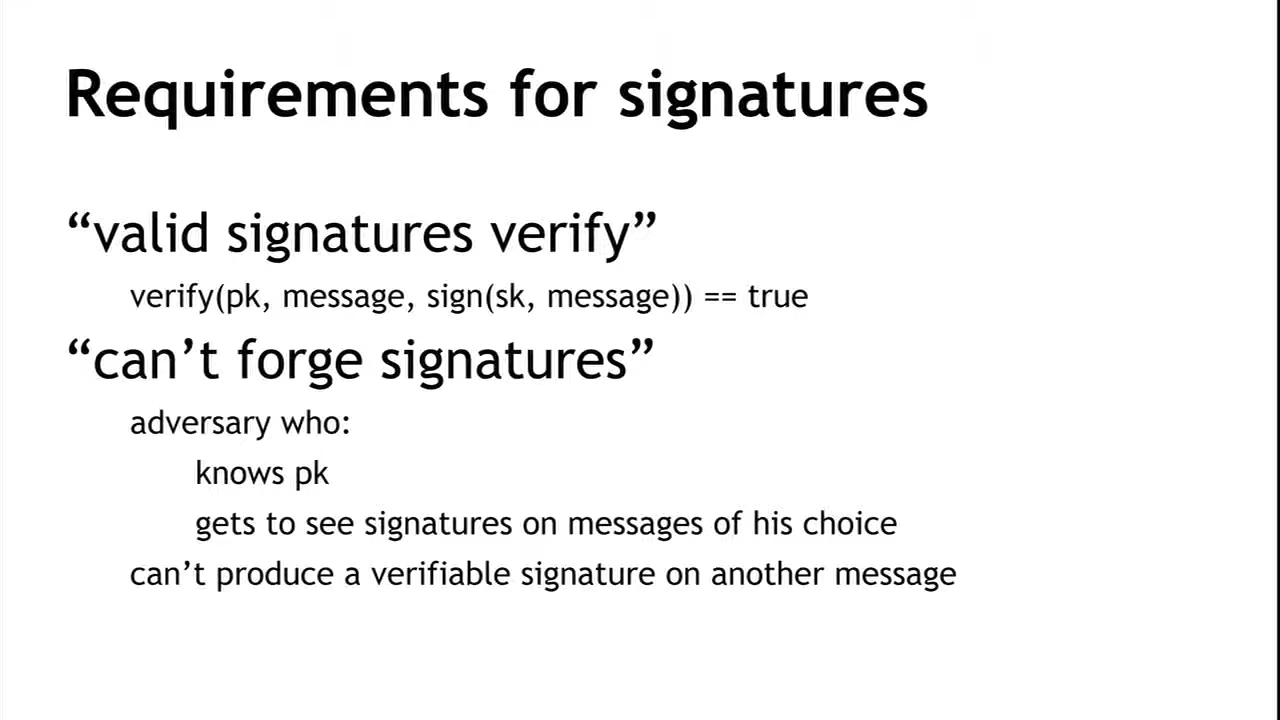 Requirements for signatures
“valid signatures verify”
verify(pk, message, sign(sk, message)) == true
“can’t forge signatures”
adversary who:
knows pk
gets to see signatures on messages of his choice
can’t produce a verifiable signature on another message